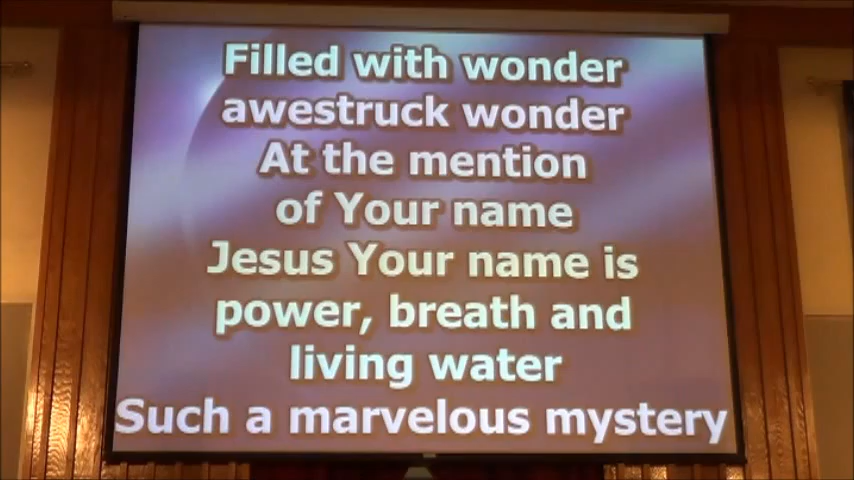 Filled with wonder
awestruck wonder
At the mention
of Your name
Jesus Your name is
power, breath and
living water
Such a marvelous mystery